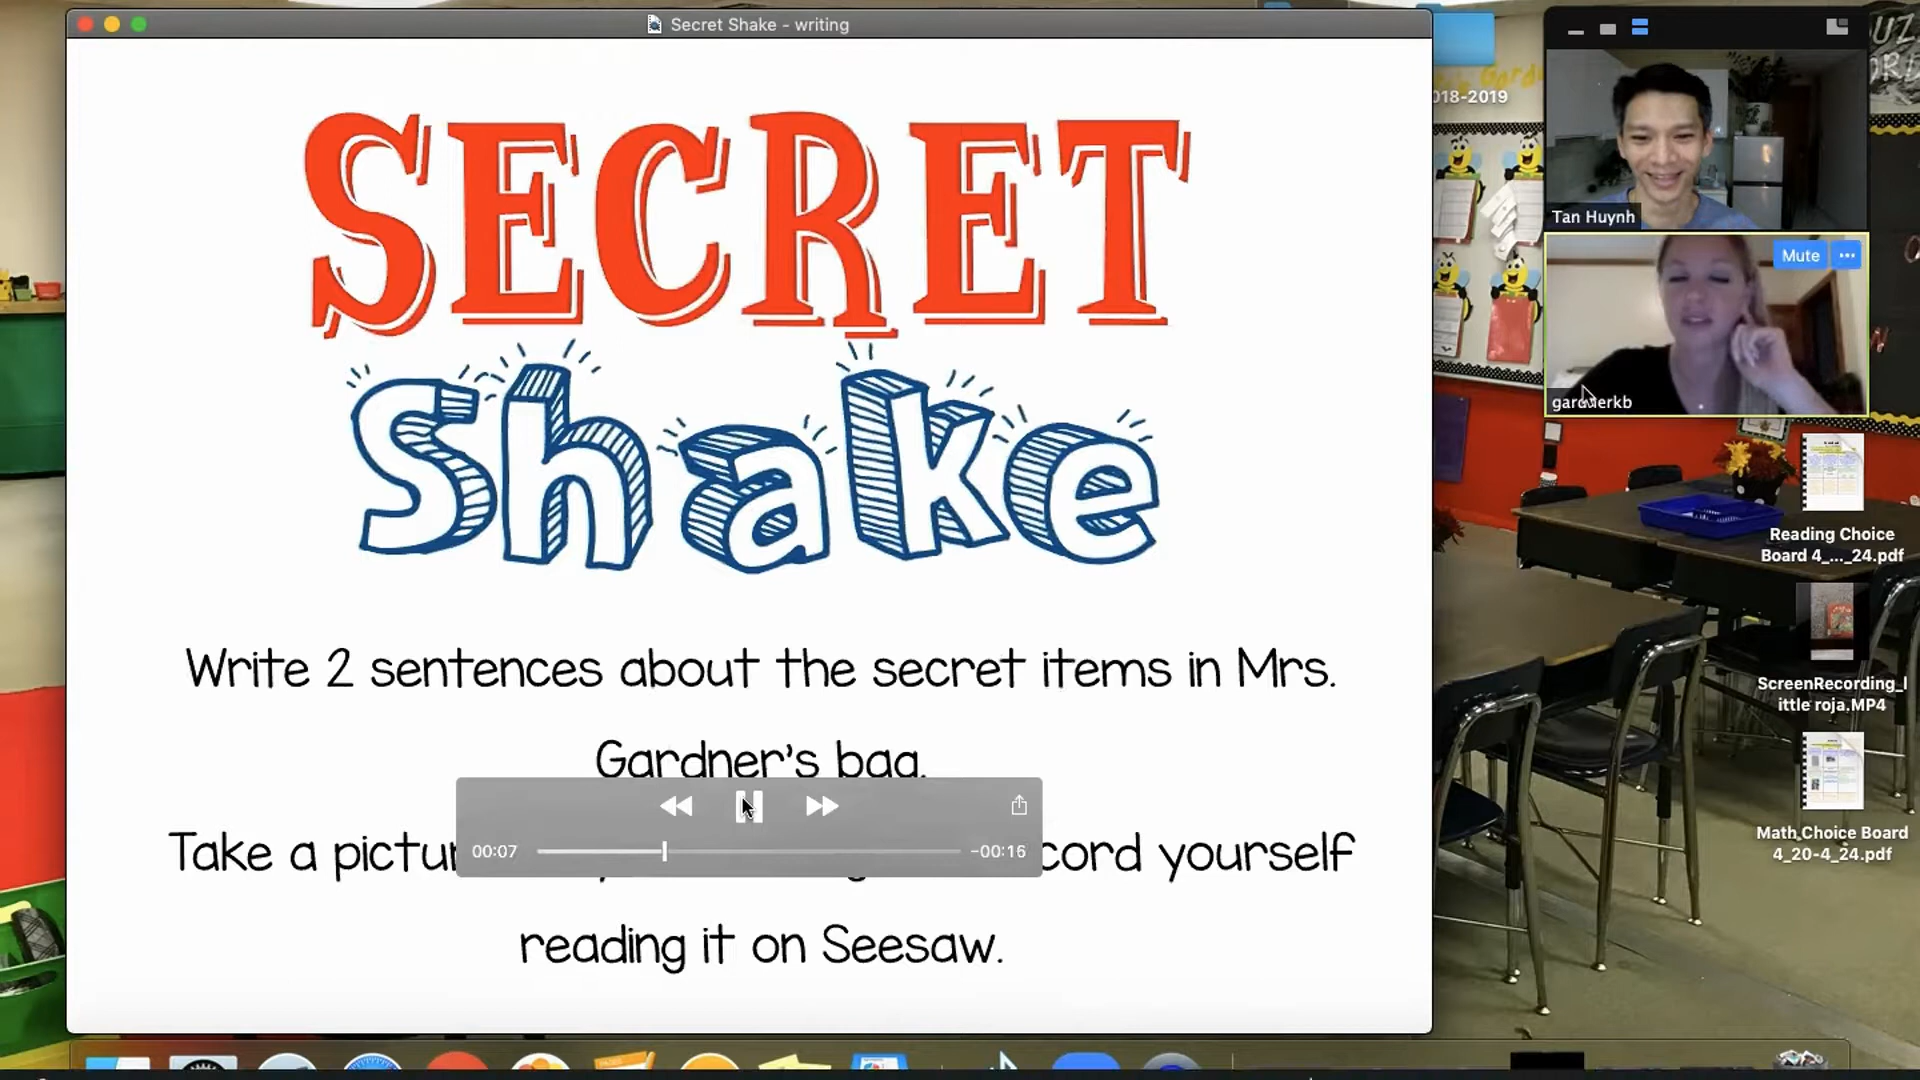 Secret Shake - writing
SECRET
Shake
Write 2 sentences about the secret items in Mrs.
Gardner's bag.
Take a cord yourself
reading it on Seesaw.
00:07
-00:16
018-2019
Tan Huynh
Mute
gardnerkb
Reading Choice
Board 4_..._24.pdf
ScreenRecording_l
ittle roja.MP4
Math Choice Board
4_20-4_24.pdf